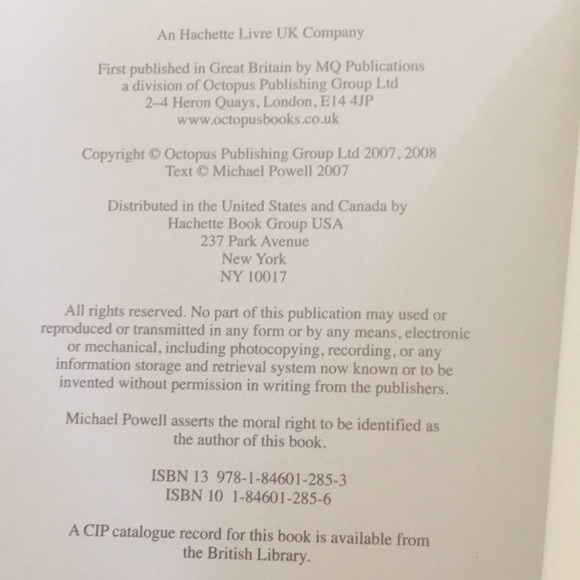 An Hachette Livre UK Company
First published in Great Britain by MQ Publications
a division of Octopus Publishing Group Ltd
2–4 Heron Quays, London, E14 4JP
www.octopusbooks.co.uk
Copyright © Octopus Publishing Group Ltd 2007, 2008
Text © Michael Powell 2007
Distributed in the United States and Canada by
Hachette Book Group USA
237 Park Avenue
New York
NY 10017
All rights reserved. No part of this publication may used or
reproduced or transmitted in any form or by any means, electronic
or mechanical, including photocopying, recording, or any
information storage and retrieval system now known or to be
invented without permission in writing from the publishers.
Michael Powell asserts the moral right to be identified as
the author of this book.
ISBN 13 978-1-84601-285-3
ISBN 10 1-84601-285-6
A CIP catalogue record for this book is available from
the British Library.